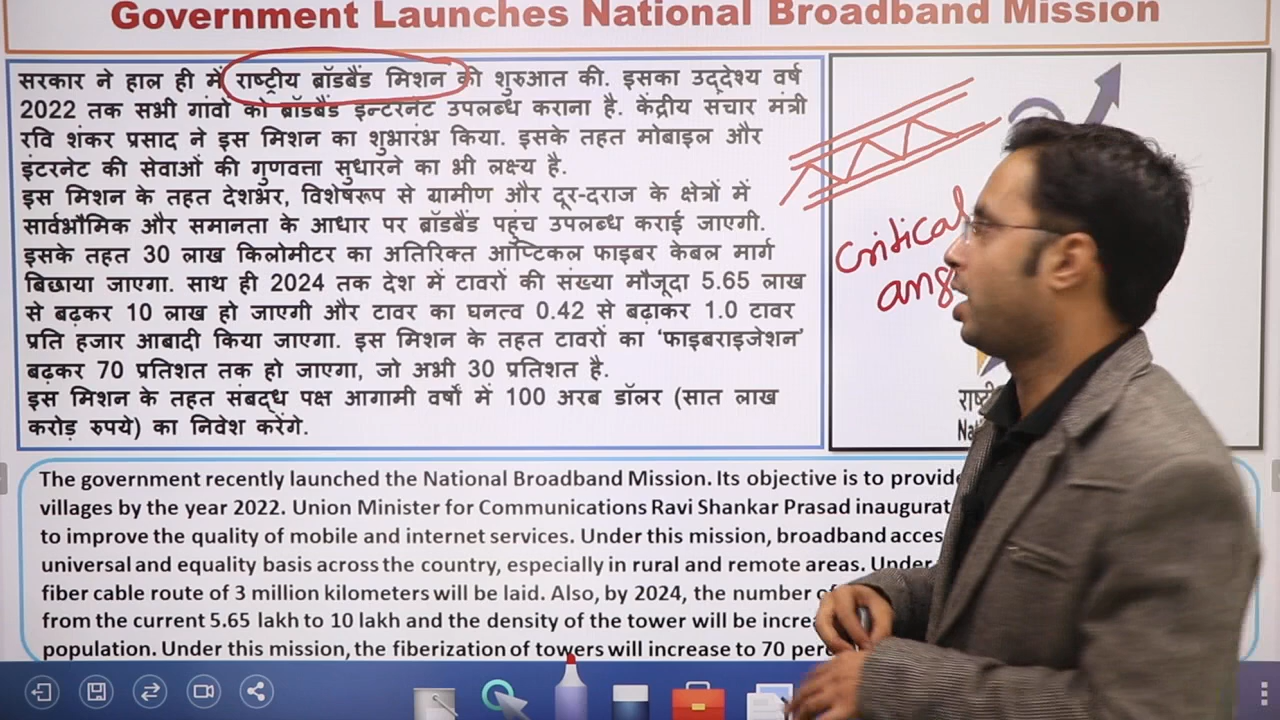 Government Launches National Broadband Mission
सरकार ने हाल ही में राष्ट्रीय ब्रॉडबैंड मिशन की शुरुआत की. इसका उद्देश्य वर्ष
2022 तक सभी गांवों को ब्रॉडबैंड इन्टरनेट उपलब्ध कराना है. केंद्रीय संचार मंत्री
रवि शंकर प्रसाद ने इस मिशन का शुभारंभ किया. इसके तहत मोबाइल और
इंटरनेट की सेवाओं की गुणवत्ता सुधारने का भी लक्ष्य है.
इस मिशन के तहत देशभर, विशेषरूप से ग्रामीण और दूर-दराज के क्षेत्रों में
सार्वभौमिक और समानता के आधार पर ब्रॉडबैंड पहुंच उपलब्ध कराई जाएगी.
इसके तहत 30 लाख किलोमीटर का अतिरिक्त ऑप्टिकल फाइबर केबल मार्ग
बिछाया जाएगा. साथ ही 2024 तक देश में टावरों की संख्या मौजूदा 5.65 लाख
से बढ़कर 10 लाख हो जाएगी और टावर का घनत्व 0.42 से बढ़ाकर 1.0 टावर
प्रति हजार आबादी किया जाएगा. इस मिशन के तहत टावरों का 'फाइबराइजेशन'
बढ़कर 70 प्रतिशत तक हो जाएगा, जो अभी 30 प्रतिशत है.
इस मिशन के तहत संबद्ध पक्ष आगामी वर्षों में 100 अरब डॉलर (सात लाख
करोड़ रुपये) का निवेश करेंगे.
critical
ang
राष्ट्री
Nat
The government recently launched the National Broadband Mission. Its objective is to provide
villages by the year 2022. Union Minister for Communications Ravi Shankar Prasad inaugurat
to improve the quality of mobile and internet services. Under this mission, broadband acces
universal and equality basis across the country, especially in rural and remote areas. Under
fiber cable route of 3 million kilometers will be laid. Also, by 2024, the number of
from the current 5.65 lakh to 10 lakh and the density of the tower will be increa
population. Under this mission, the fiberization of towers will increase to 70 per